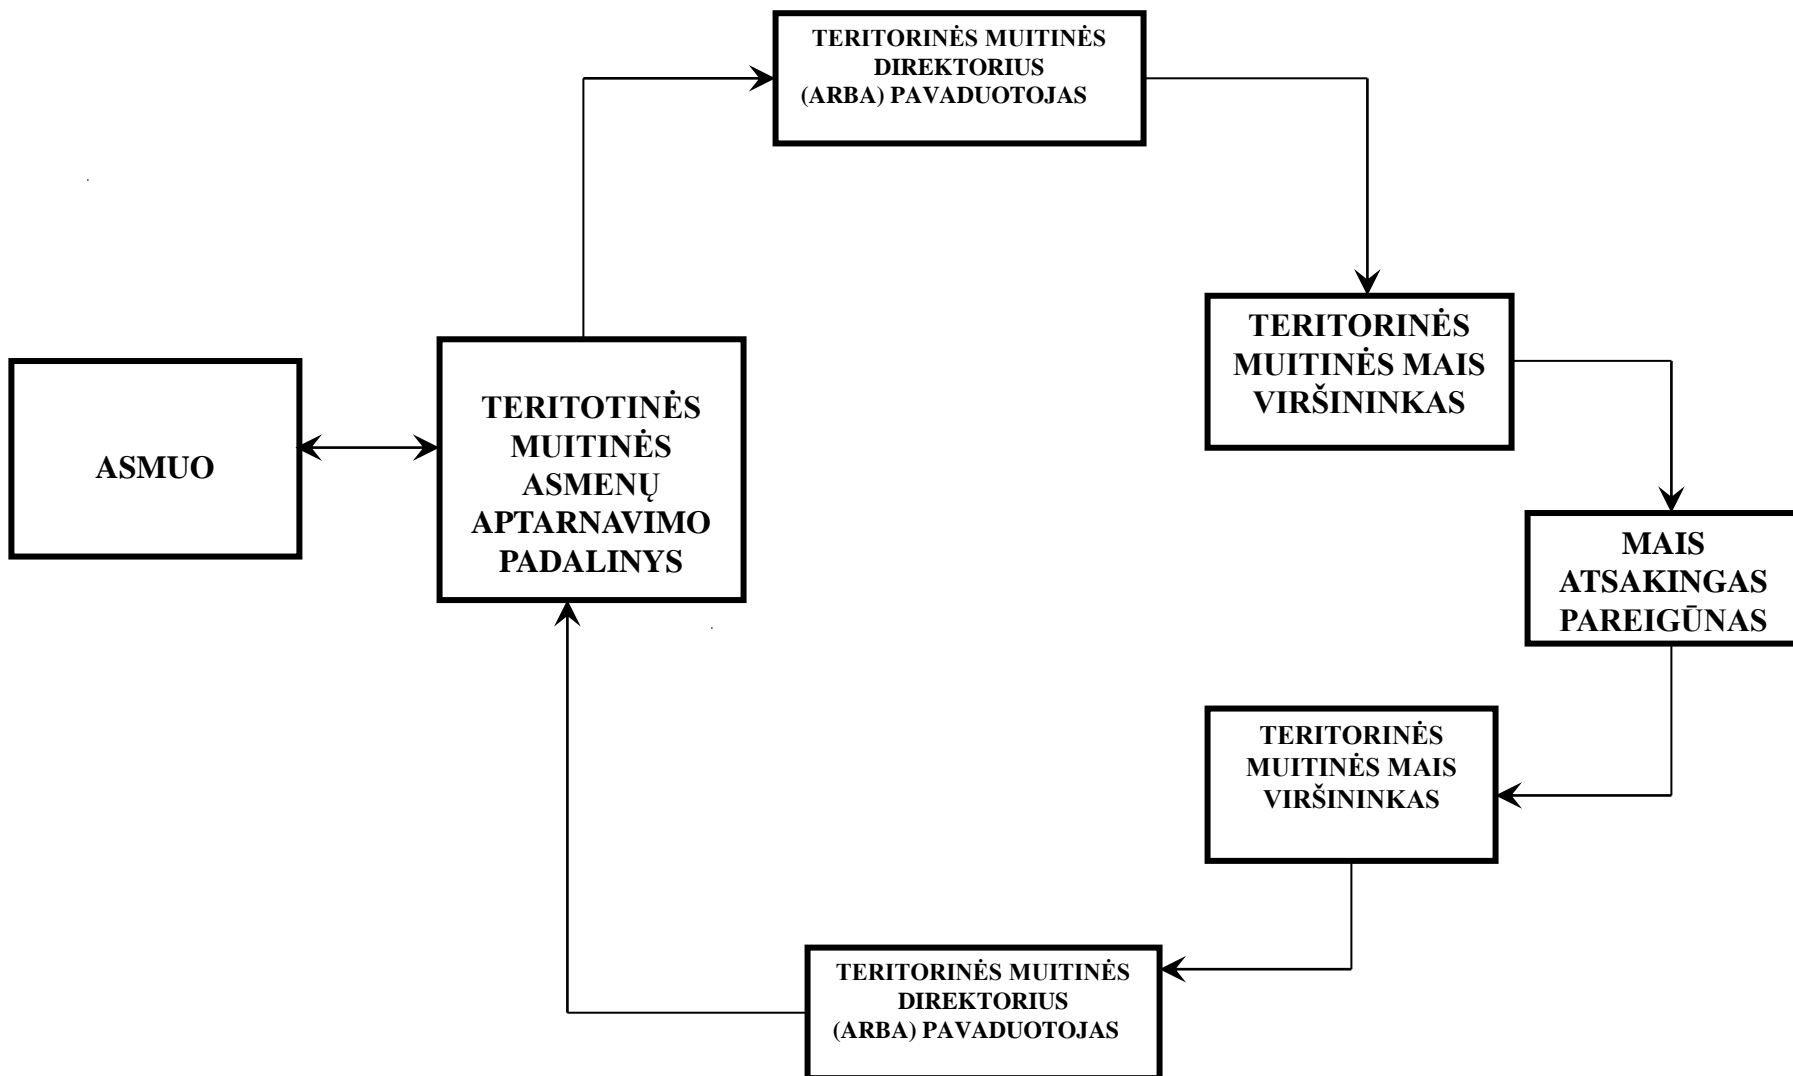 TERITORINĖS MUITINĖS
DIREKTORIUS
(ARBA) PAVADUOTOJAS
TERITORINĖS
MUITINĖS MAIS
VIRŠININKAS
ASMUO
TERITOTINĖS
MUITINĖS
ASMENŲ
APTARNAVIMO
PADALINYS
MAIS
ATSAKINGAS
PAREIGŪNAS
TERITORINĖS
MUITINĖS MAIS
VIRŠININKAS
TERITORINĖS MUITINĖS
DIREKTORIUS
(ARBA) PAVADUOTOJAS